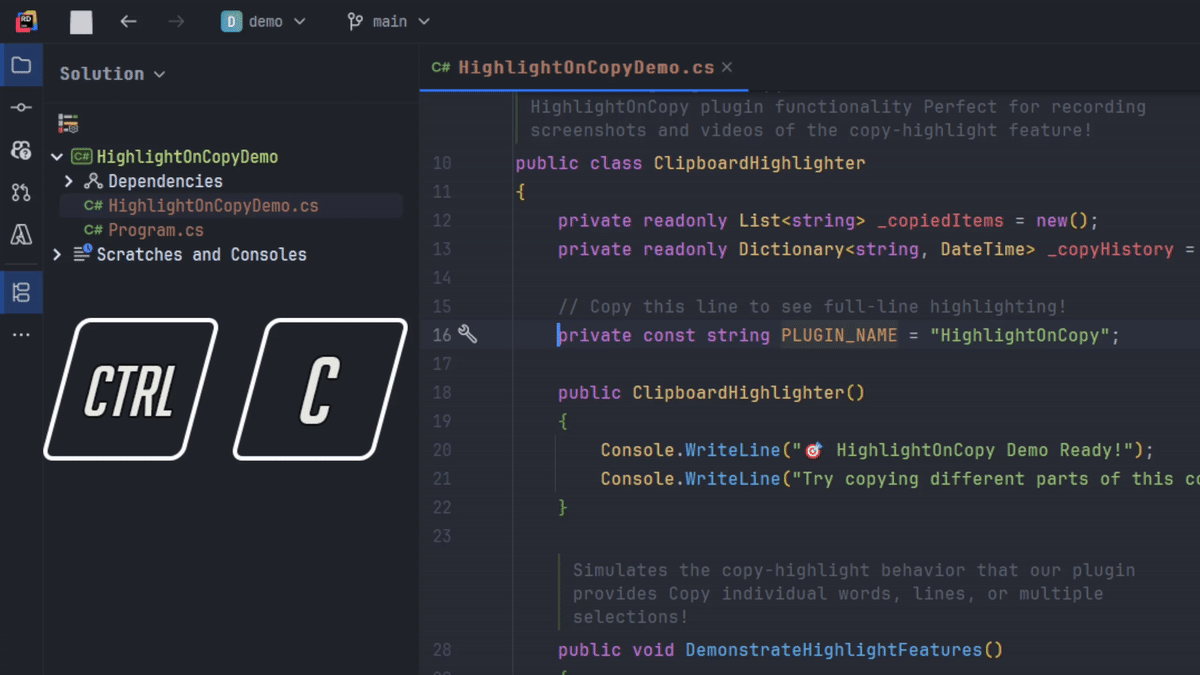 RD
D demo main
Solution
C# HighlightOnCopyDemo.cs
C# HighlightOnCopyDemo
Dependencies
C# HighlightOnCopyDemo.cs
C# Program.cs
Scratches and Consoles
CTRL
C
HighlightOnCopy plugin functionality Perfect for recording
screenshots and videos of the copy-highlight feature!
10 public class ClipboardHighlighter
11 {
12 private readonly List<string> _copiedItems = new();
13 private readonly Dictionary<string, DateTime> _copyHistory =
14
15 // Copy this line to see full-line highlighting!
16 private const string PLUGIN_NAME = "HighlightOnCopy";
17
18 public ClipboardHighlighter()
19 {
20 Console.WriteLine("🎯 HighlightOnCopy Demo Ready!");
21 Console.WriteLine("Try copying different parts of this co
22 }
23
Simulates the copy-highlight behavior that our plugin
provides Copy individual words, lines, or multiple
selections!
28 public void DemonstrateHighlightFeatures()